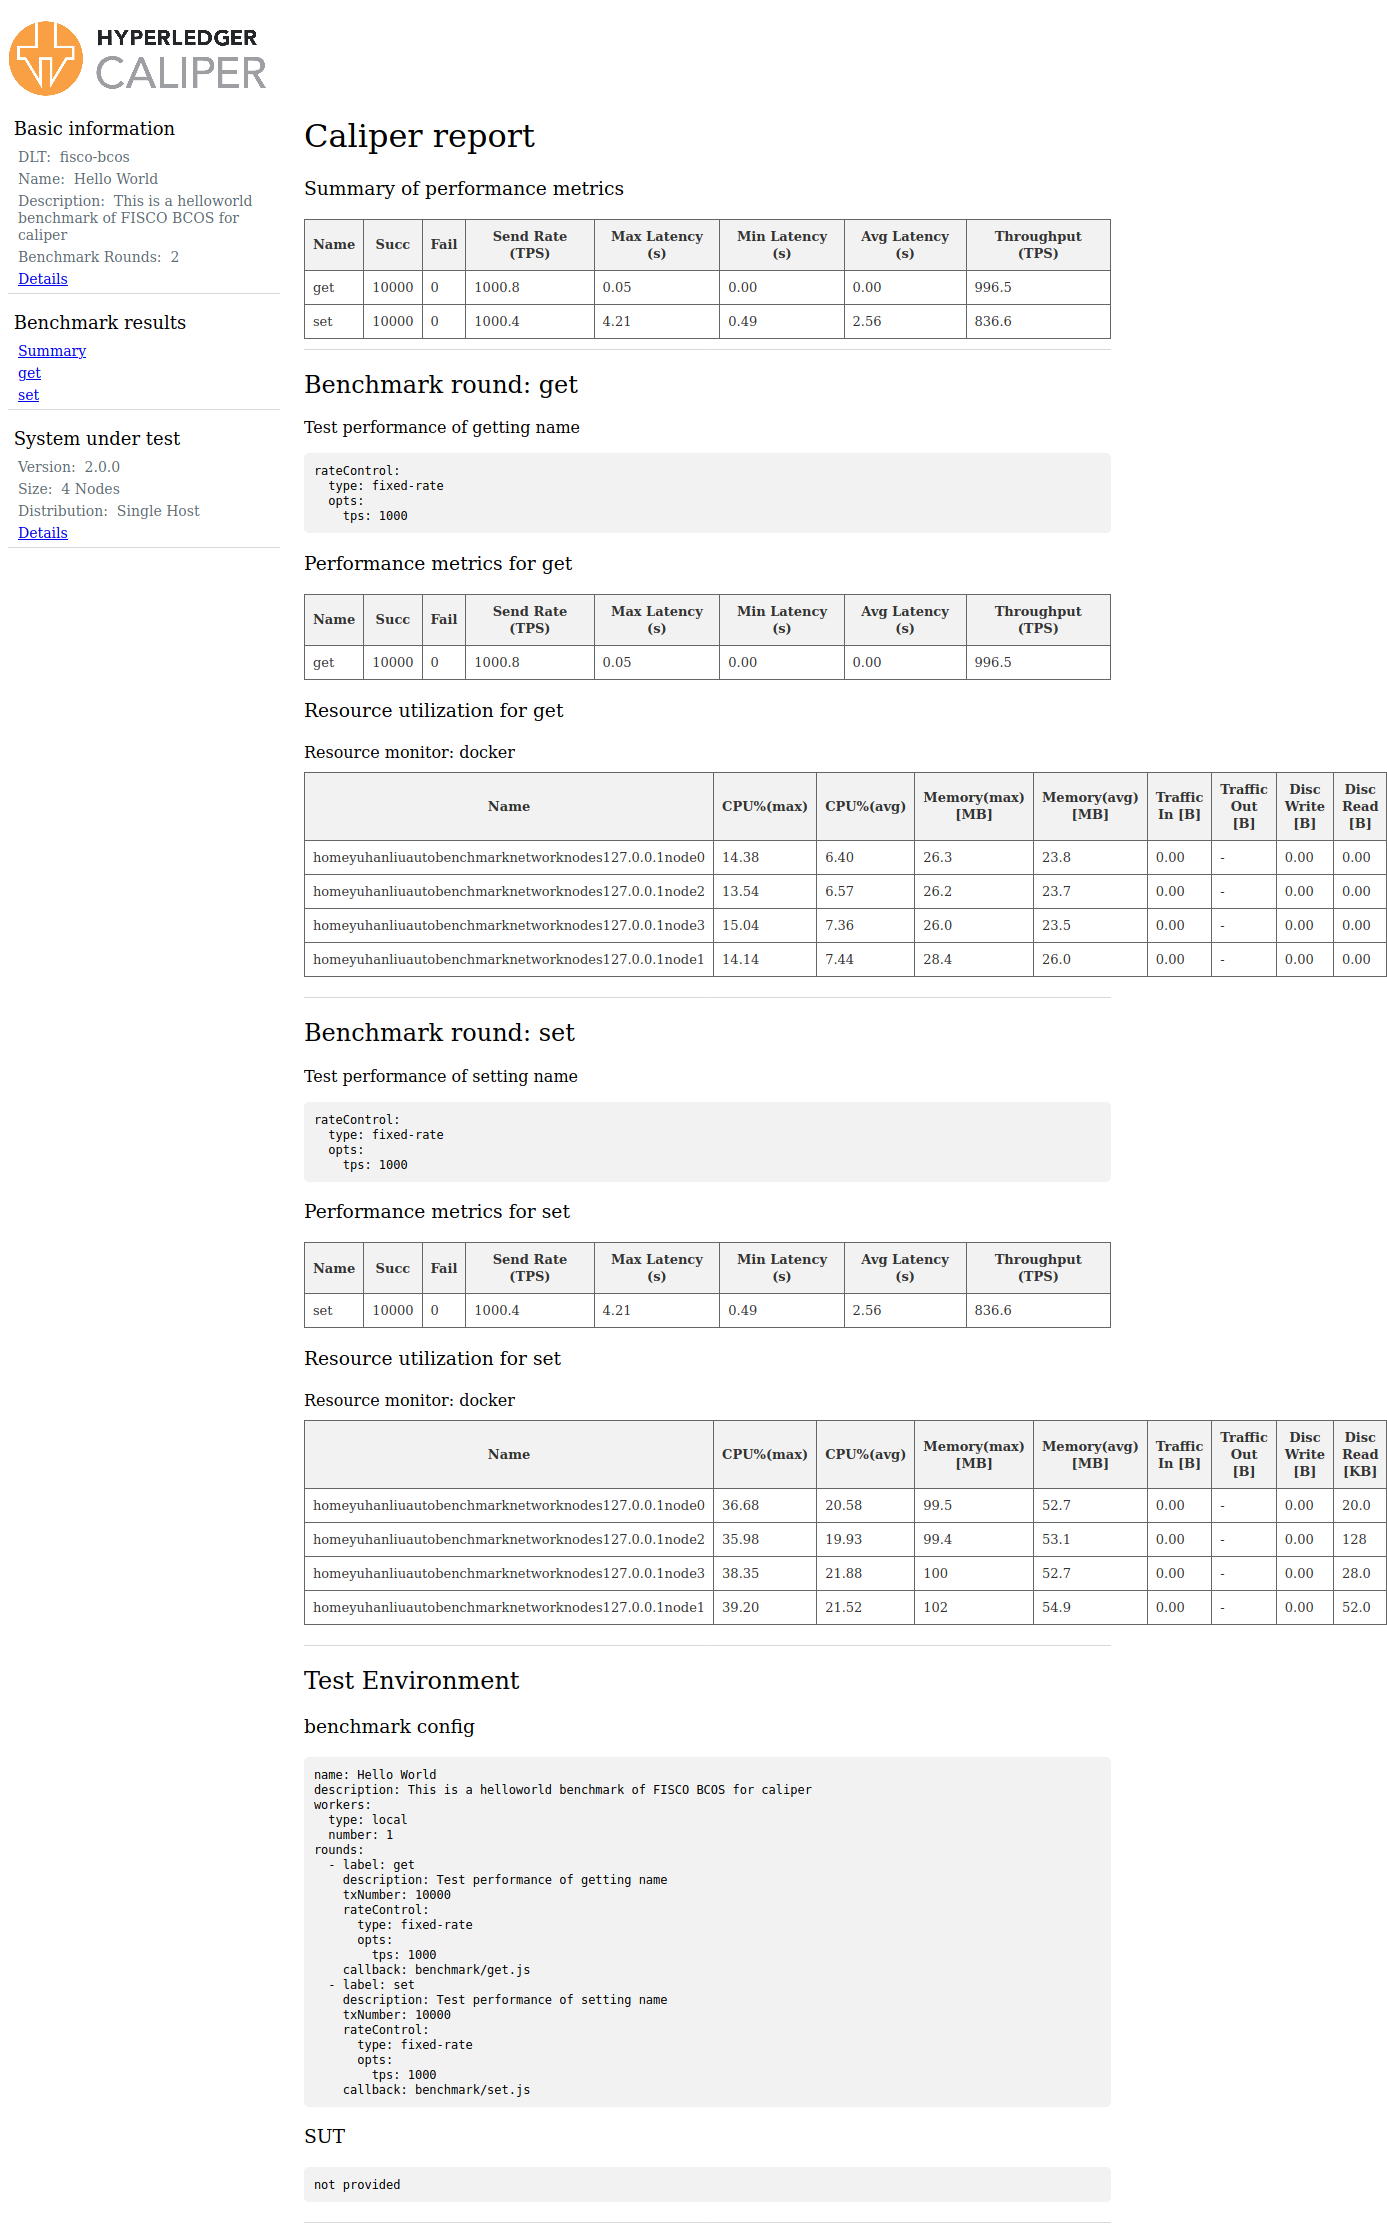 HYPERLEDGER
CALIPER
Basic information
DLT: fisco-bcos
Name: Hello World
Description: This is a helloworld
benchmark of FISCO BCOS for
caliper
Benchmark Rounds: 2
Details
Benchmark results
Summary
get
set
System under test
Version: 2.0.0
Size: 4 Nodes
Distribution: Single Host
Details
Caliper report
Summary of performance metrics
Name Succ Fail Send Rate (TPS) Max Latency (s) Min Latency (s) Avg Latency (s) Throughput (TPS)
get 10000 0 1000.8 0.05 0.00 0.00 996.5
set 10000 0 1000.4 4.21 0.49 2.56 836.6
Benchmark round: get
Test performance of getting name
rateControl:
  type: fixed-rate
  opts:
    tps: 1000
Performance metrics for get
Name Succ Fail Send Rate (TPS) Max Latency (s) Min Latency (s) Avg Latency (s) Throughput (TPS)
get 10000 0 1000.8 0.05 0.00 0.00 996.5
Resource utilization for get
Resource monitor: docker
Name CPU%(max) CPU%(avg) Memory(max) [MB] Memory(avg) [MB] Traffic In [B] Traffic Out [B] Disc Write [B] Disc Read [B]
homeyuhanliuautobenchmarknetworknodes127.0.0.1node0 14.38 6.40 26.3 23.8 0.00 - 0.00 0.00
homeyuhanliuautobenchmarknetworknodes127.0.0.1node2 13.54 6.57 26.2 23.7 0.00 - 0.00 0.00
homeyuhanliuautobenchmarknetworknodes127.0.0.1node3 15.04 7.36 26.0 23.5 0.00 - 0.00 0.00
homeyuhanliuautobenchmarknetworknodes127.0.0.1node1 14.14 7.44 28.4 26.0 0.00 - 0.00 0.00
Benchmark round: set
Test performance of setting name
rateControl:
  type: fixed-rate
  opts:
    tps: 1000
Performance metrics for set
Name Succ Fail Send Rate (TPS) Max Latency (s) Min Latency (s) Avg Latency (s) Throughput (TPS)
set 10000 0 1000.4 4.21 0.49 2.56 836.6
Resource utilization for set
Resource monitor: docker
Name CPU%(max) CPU%(avg) Memory(max) [MB] Memory(avg) [MB] Traffic In [B] Traffic Out [B] Disc Write [B] Disc Read [KB]
homeyuhanliuautobenchmarknetworknodes127.0.0.1node0 36.68 20.58 99.5 52.7 0.00 - 0.00 20.0
homeyuhanliuautobenchmarknetworknodes127.0.0.1node2 35.98 19.93 99.4 53.1 0.00 - 0.00 128
homeyuhanliuautobenchmarknetworknodes127.0.0.1node3 38.35 21.88 100 52.7 0.00 - 0.00 28.0
homeyuhanliuautobenchmarknetworknodes127.0.0.1node1 39.20 21.52 102 54.9 0.00 - 0.00 52.0
Test Environment
benchmark config
name: Hello World
description: This is a helloworld benchmark of FISCO BCOS for caliper
workers:
  type: local
  number: 1
rounds:
  - label: get
    description: Test performance of getting name
    txNumber: 10000
    rateControl:
      type: fixed-rate
      opts:
        tps: 1000
    callback: benchmark/get.js
  - label: set
    description: Test performance of setting name
    txNumber: 10000
    rateControl:
      type: fixed-rate
      opts:
        tps: 1000
    callback: benchmark/set.js
SUT
not provided